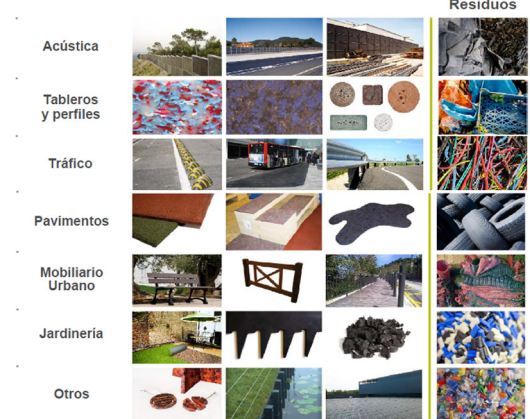 Residuos
Acústica
Tableros
y perfiles
Tráfico
Pavimentos
Mobiliario
Urbano
Jardinería
Otros